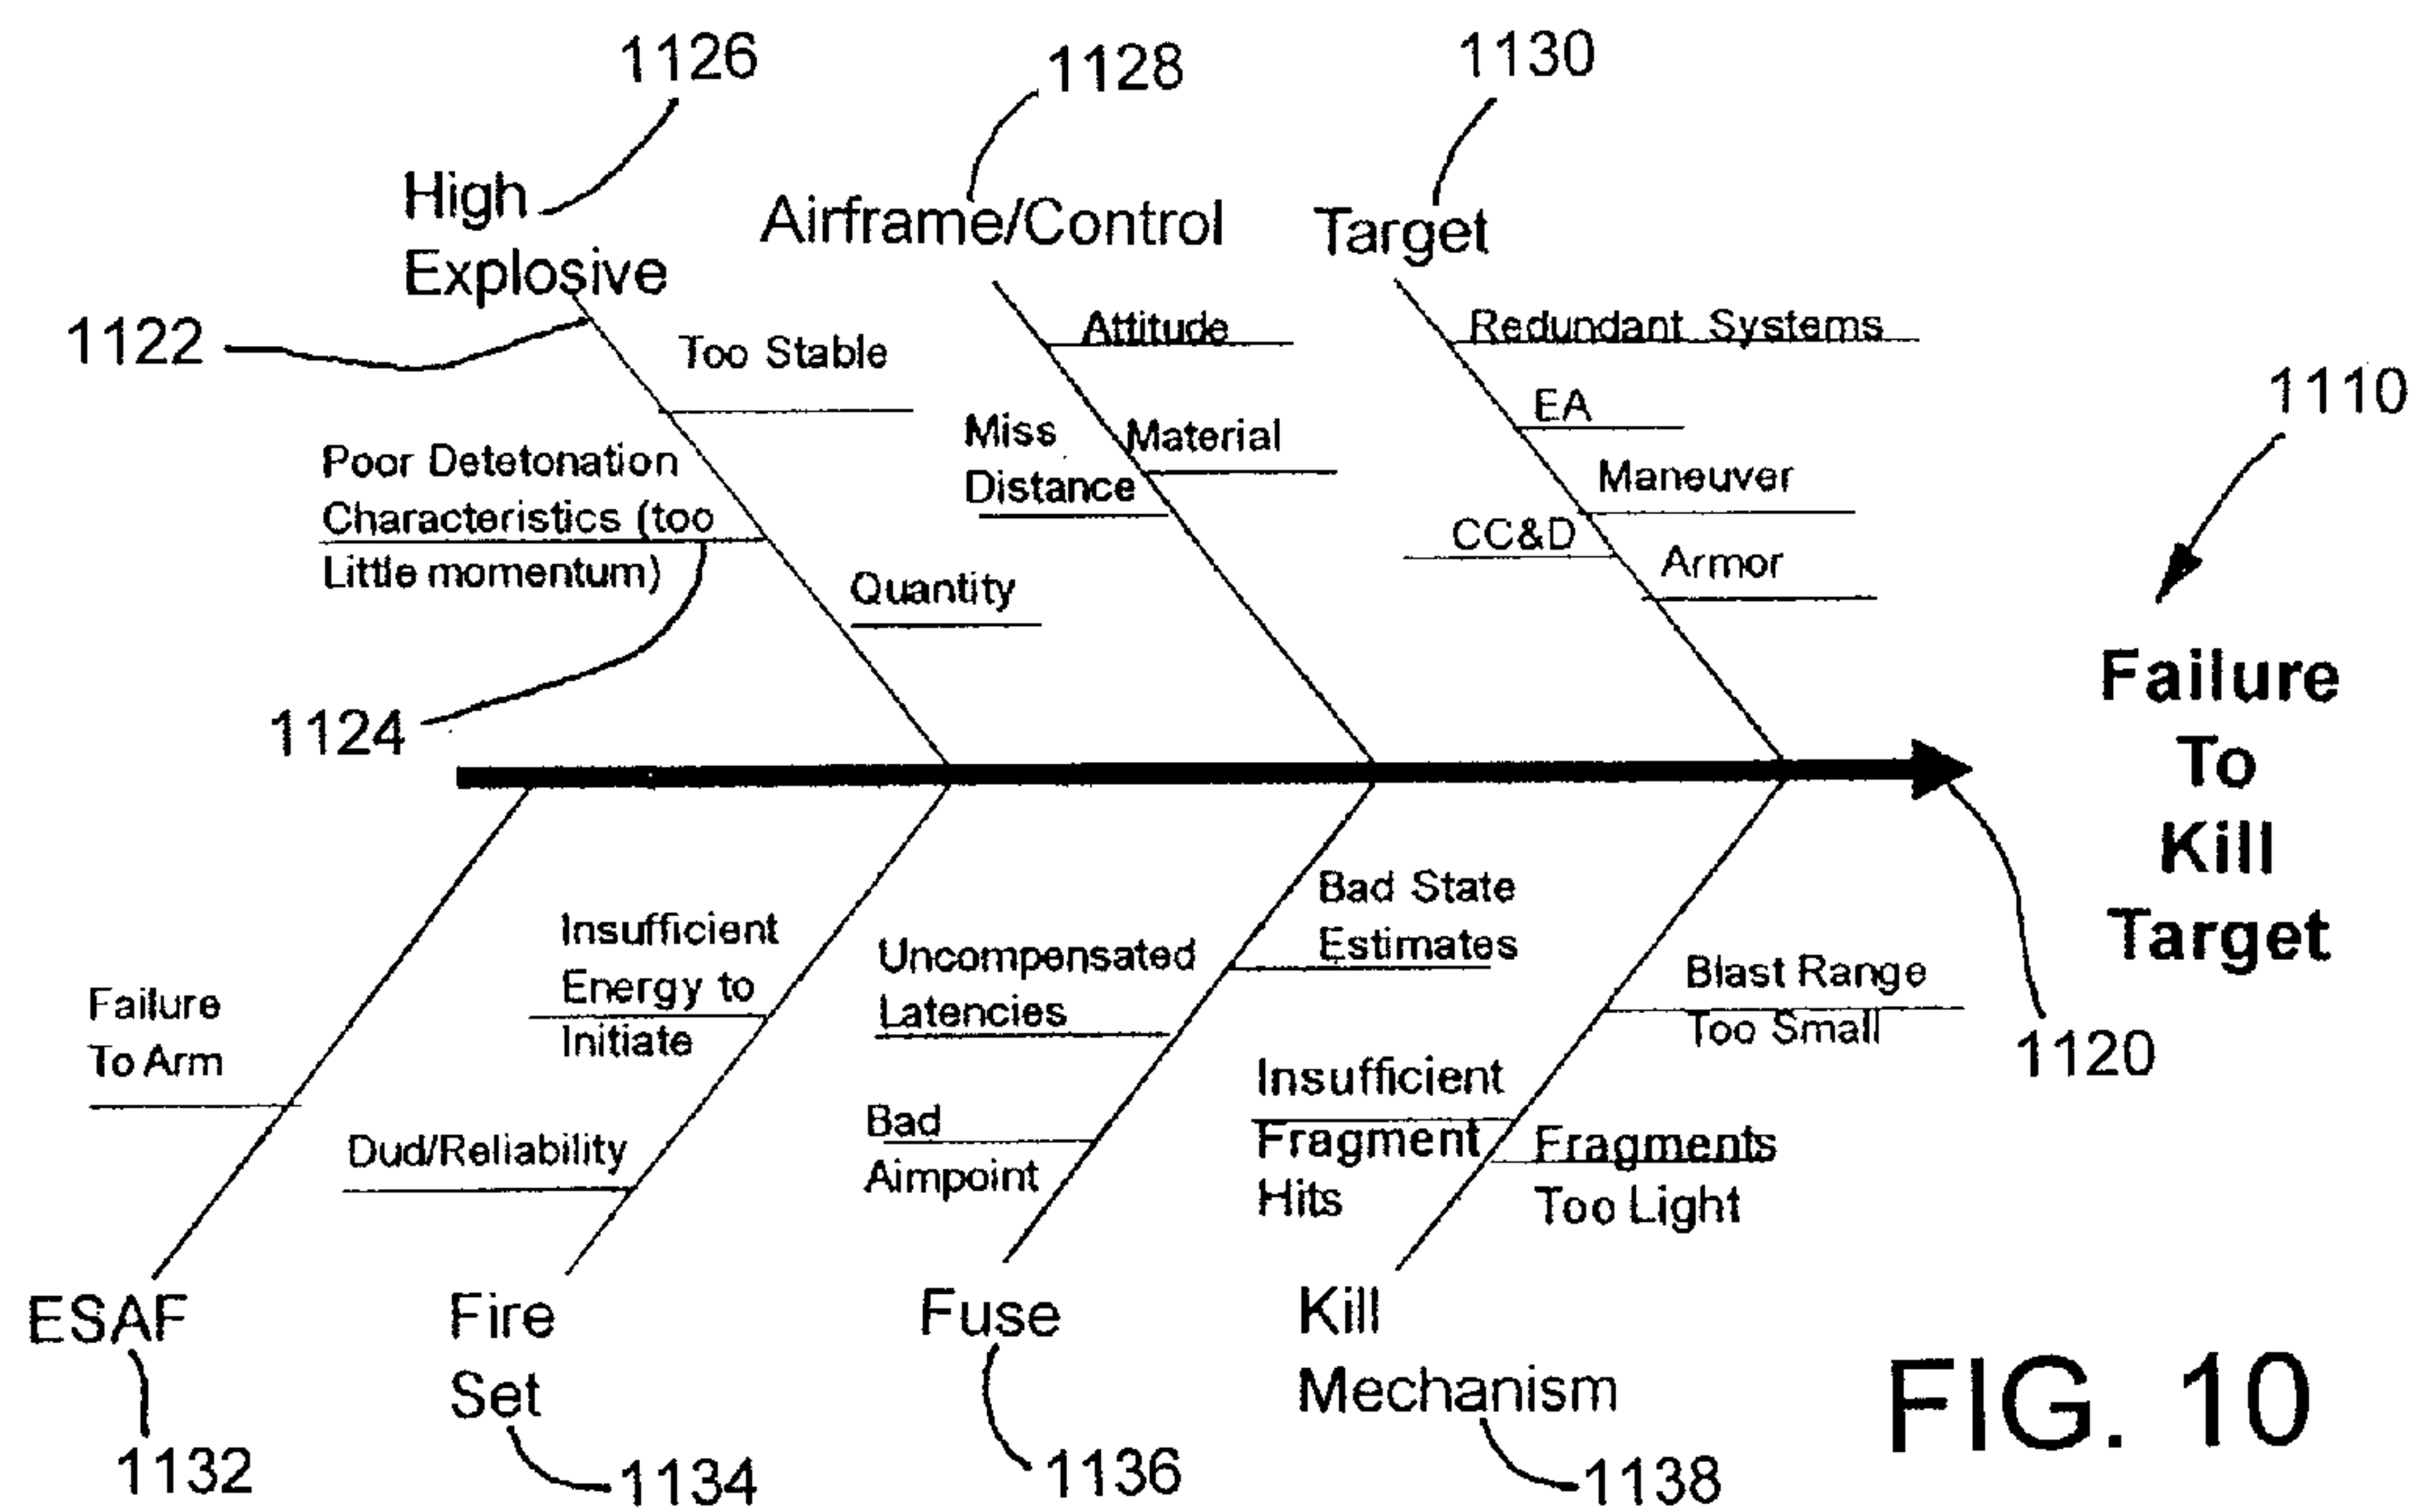 1126
1128
1130
High
Explosive
Airframe/Control
Target
1122
Too Stable
Attitude
Redundant Systems
1110
EA
Miss
Distance
Material
Poor Detetonation
Characteristics (too
Little momentum)
Maneuver
CC&D
Armor
Quantity
1124
Failure
To
Kill
Target
Bad State
Estimates
Insufficient
Energy to
Initiate
Uncompensated
Latencies
Blast Range
Too Small
Failure
To Arm
1120
Insufficient
Fragment
Hits
Bad
Aimpoint
Dud/Reliability
Fragments
Too Light
ESAF
Fire
Set
Fuse
Kill
Mechanism
FIG. 10
1132
1134
1136
1138